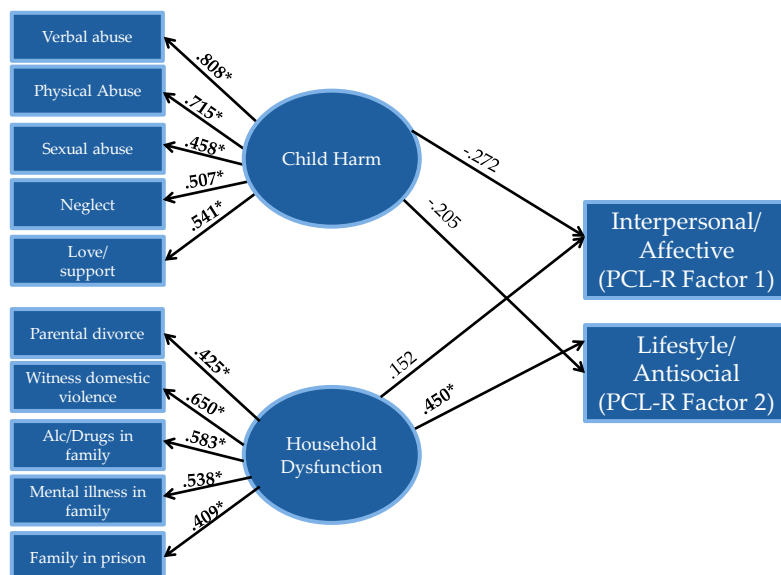 Verbal abuse
Physical Abuse
Sexual abuse
Neglect
Love/
support
.808*
.715*
.458*
.507*
.541*
Child Harm
-.272
-.205
Interpersonal/
Affective
(PCL-R Factor 1)
Parental divorce
Witness domestic
violence
Alc/Drugs in
family
Mental illness in
family
Family in prison
.425*
.650*
.583*
.538*
.409*
Household
Dysfunction
.152
.450*
Lifestyle/
Antisocial
(PCL-R Factor 2)